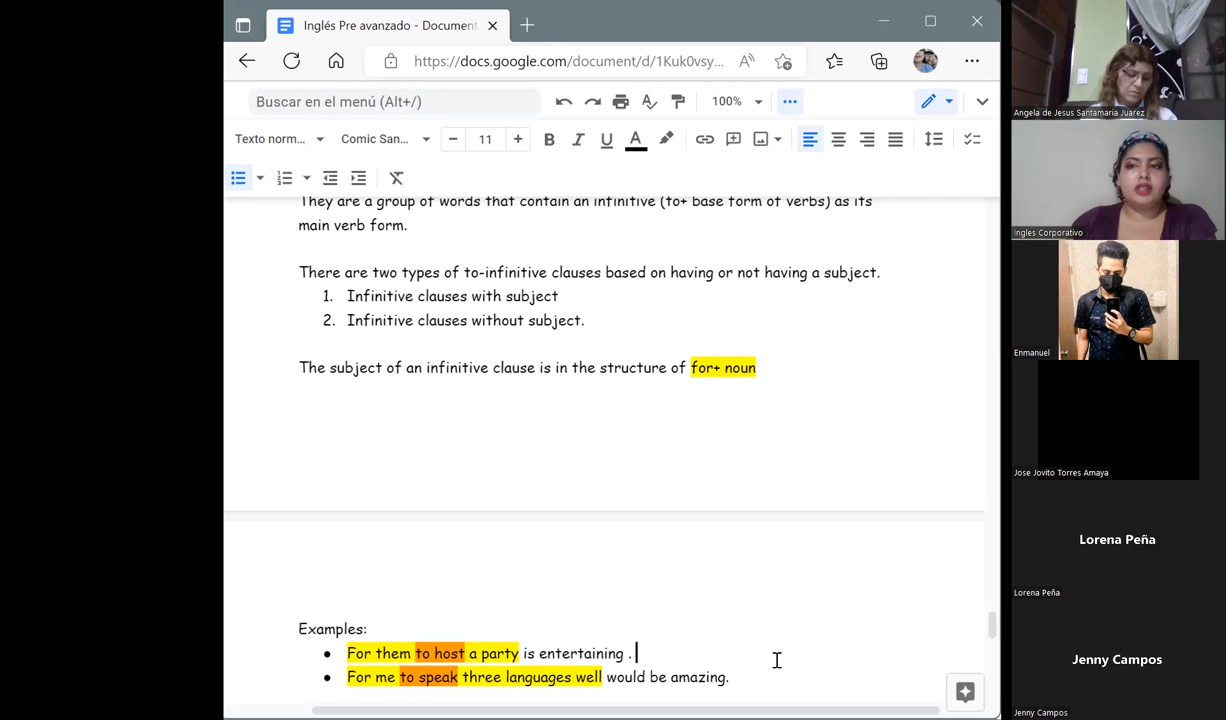 Inglés Pre avanzado - Document
https://docs.google.com/document/d/1Kuk0vsy...
Buscar en el menú (Alt+/)
100%
Texto norm...
Comic San...
11
They are a group of words that contain an infinitive (to+ base form of verbs) as its
main verb form.
There are two types of to-infinitive clauses based on having or not having a subject.
1. Infinitive clauses with subject
2. Infinitive clauses without subject.
The subject of an infinitive clause is in the structure of for+ noun
Examples:
● For them to host a party is entertaining .
● For me to speak three languages well would be amazing.
Angela de Jesus Santamaria Juarez
Ingles Corporativo
Enmanuel
Jose Jovito Torres Amaya
Lorena Peña
Lorena Peña
Jenny Campos
Jenny Campos